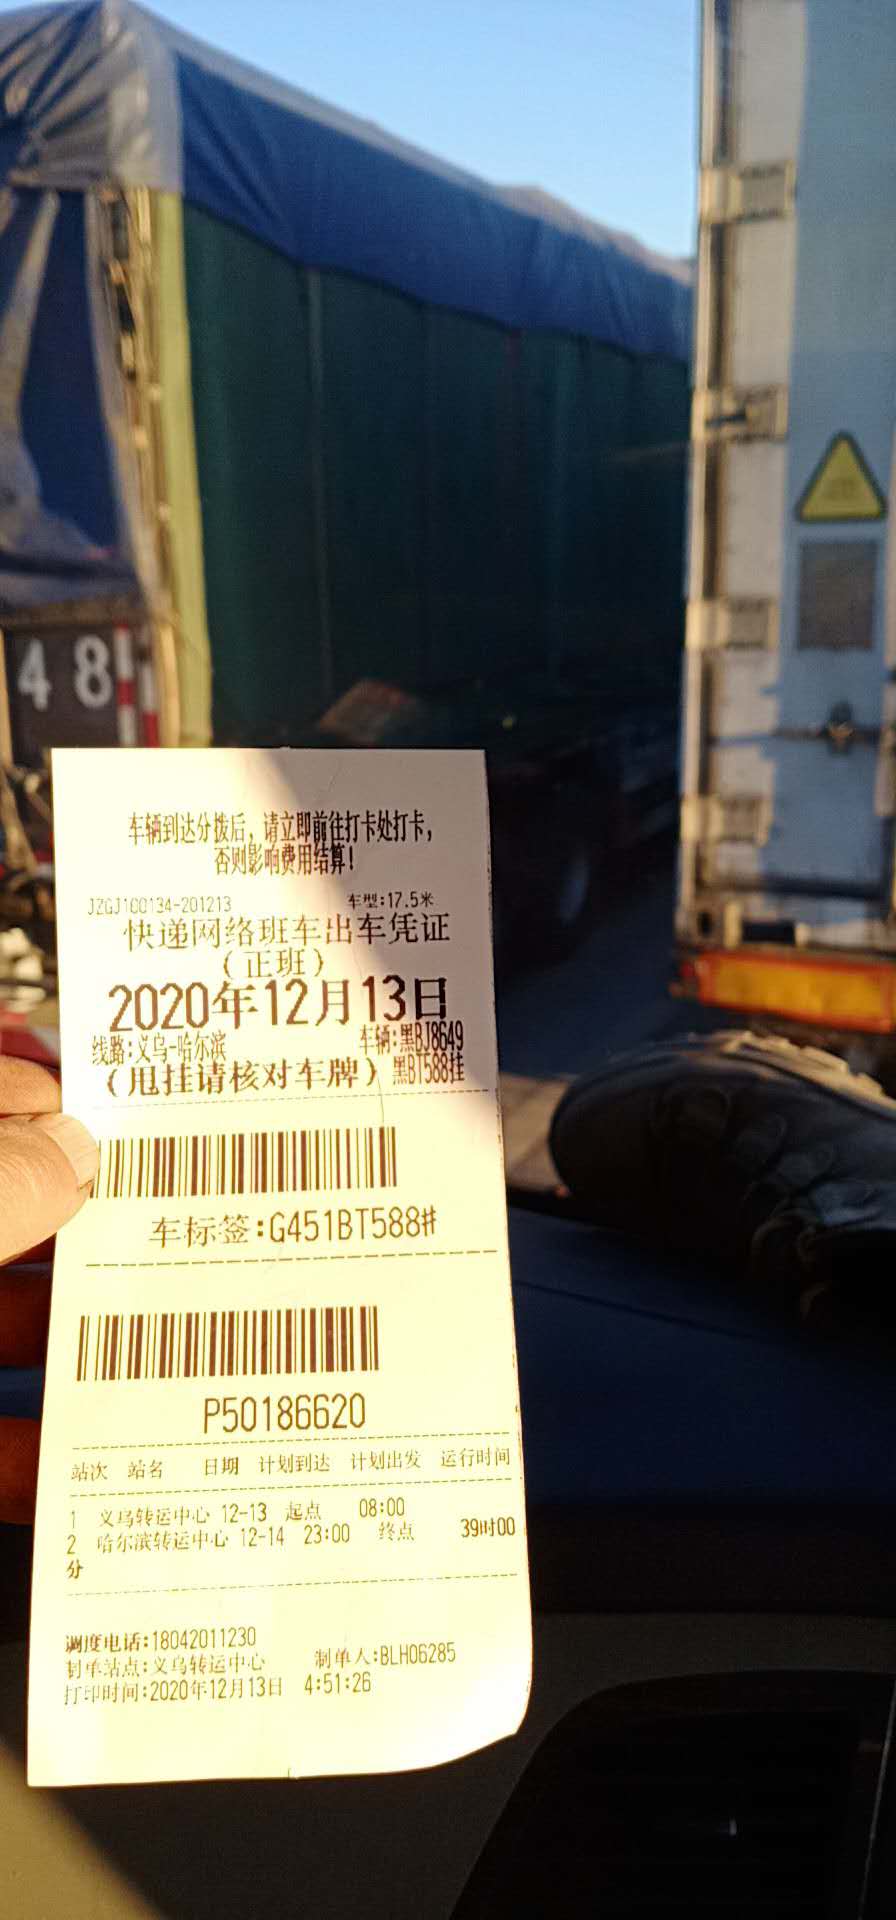 48
车辆到达分拨后，请立即前往打卡处打卡，
否则影响费用结算！
JZGJ100134-201213 车型:17.5米
快递网络班车出车凭证
（正班）
2020年12月13日
线路:义乌-哈尔滨 车辆:黑BJ8649
（甩挂请核对车牌）黑BT588挂
车标签:G451BT588#
P50186620
站次 站名 日期 计划到达 计划出发 运行时间
1 义乌转运中心 12-13 起点 08:00
2 哈尔滨转运中心 12-14 23:00 终点 39时00
分
调度电话:18042011230
制单站点:义乌转运中心 制单人:BLH06285
打印时间:2020年12月13日 4:51:26